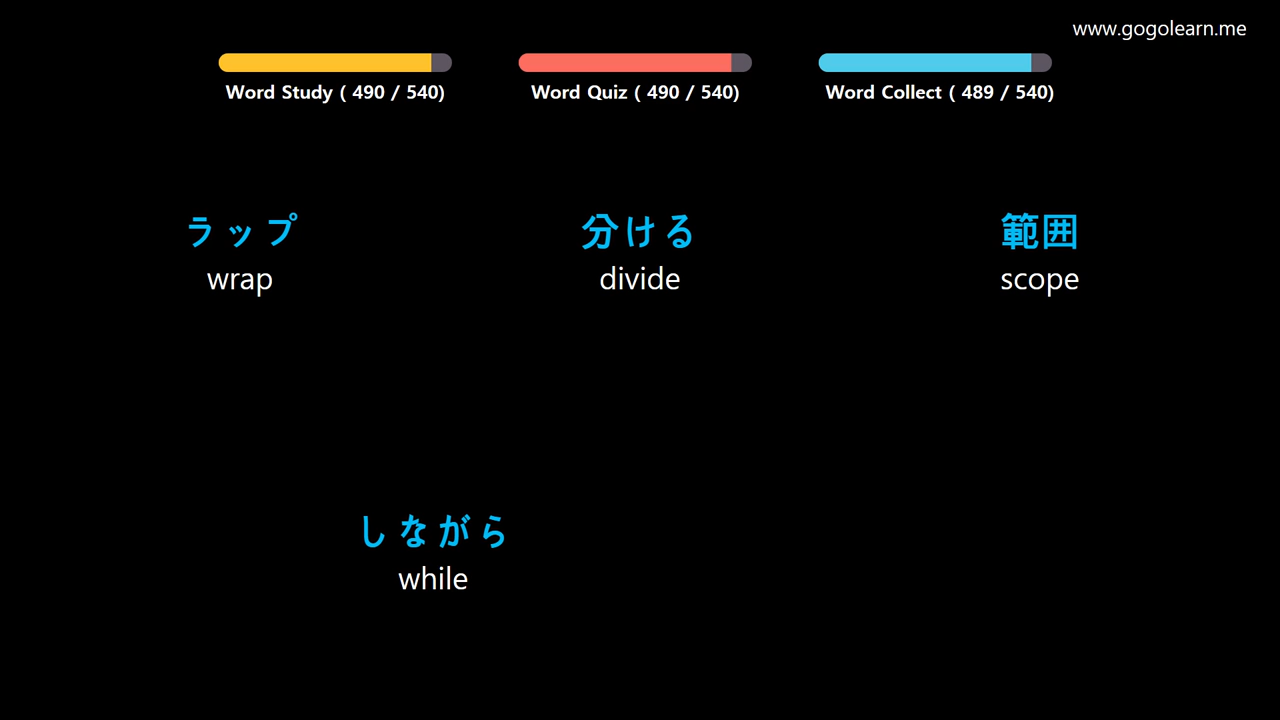 www.gogolearn.me
Word Study ( 490 / 540)
Word Quiz ( 490 / 540)
Word Collect ( 489 / 540)
ラップ
wrap
分ける
divide
範囲
scope
しながら
while